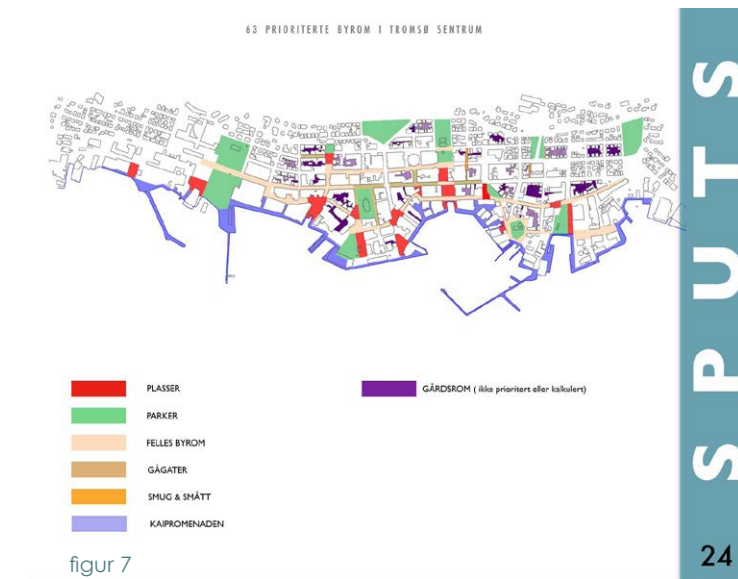 63 PRIORITERTE BYROM I TROMSØ SENTRUM
PLASSER
PARKER
FELLES BYROM
GÅGATER
SMUG & SMÅTT
KAIPROMENADEN
GÅRDSROM ( ikke prioritert eller kalkulert)
figur 7
SPUTS
24